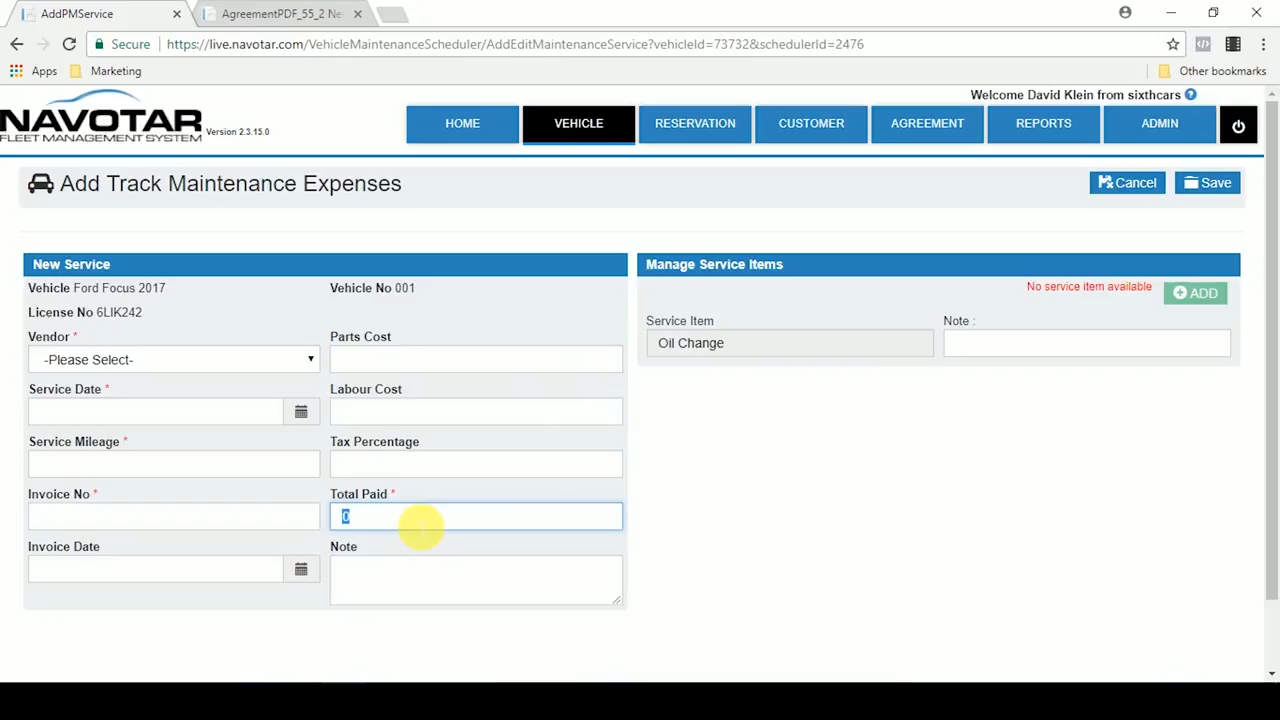 AddPMService
AgreementPDF_55_2 Ne
Secure
https://live.navotar.com/VehicleMaintenanceScheduler/AddEditMaintenanceService?vehicleId=73732&schedulerId=2476
Apps
Marketing
Other bookmarks
Welcome David Klein from sixthcars
NAVOTAR
FLEET MANAGEMENT SYSTEM
Version 2.3.15.0
HOME
VEHICLE
RESERVATION
CUSTOMER
AGREEMENT
REPORTS
ADMIN
Add Track Maintenance Expenses
Cancel
Save
New Service
Vehicle Ford Focus 2017
Vehicle No 001
License No 6LIK242
Vendor *
-Please Select-
Parts Cost
Service Date *
Labour Cost
Service Mileage *
Tax Percentage
Invoice No *
Total Paid *
0
Invoice Date
Note
Manage Service Items
No service item available
ADD
Service Item
Note :
Oil Change